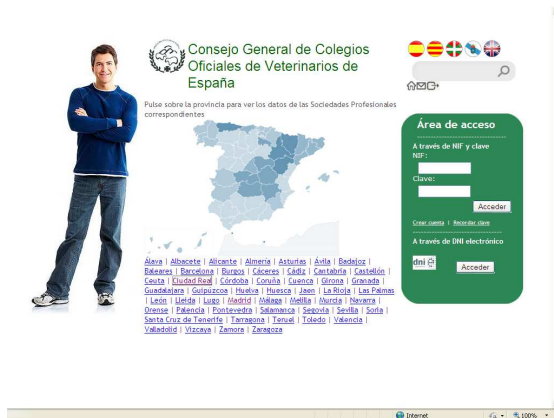 Consejo General de Colegios
Oficiales de Veterinarios de
España
Pulse sobre la provincia para ver los datos de las Sociedades Profesionales
correspondientes
Álava | Albacete | Alicante | Almería | Asturias | Ávila | Badajoz |
Baleares | Barcelona | Burgos | Cáceres | Cádiz | Cantabria | Castellón |
Ceuta | Ciudad Real | Córdoba | Coruña | Cuenca | Girona | Granada |
Guadalajara | Guipúzcoa | Huelva | Huesca | Jaen | La Rioja | Las Palmas
| León | Lleida | Lugo | Madrid | Málaga | Melilla | Murcia | Navarra |
Orense | Palencia | Pontevedra | Salamanca | Segovia | Sevilla | Soria |
Santa Cruz de Tenerife | Tarragona | Teruel | Toledo | Valencia |
Valladolid | Vizcaya | Zamora | Zaragoza
Área de acceso
A través de NIF y clave
NIF:
Clave:
Acceder
Crear cuenta | Recordar clave
A través de DNI electrónico
dni e
Acceder
Internet
100%